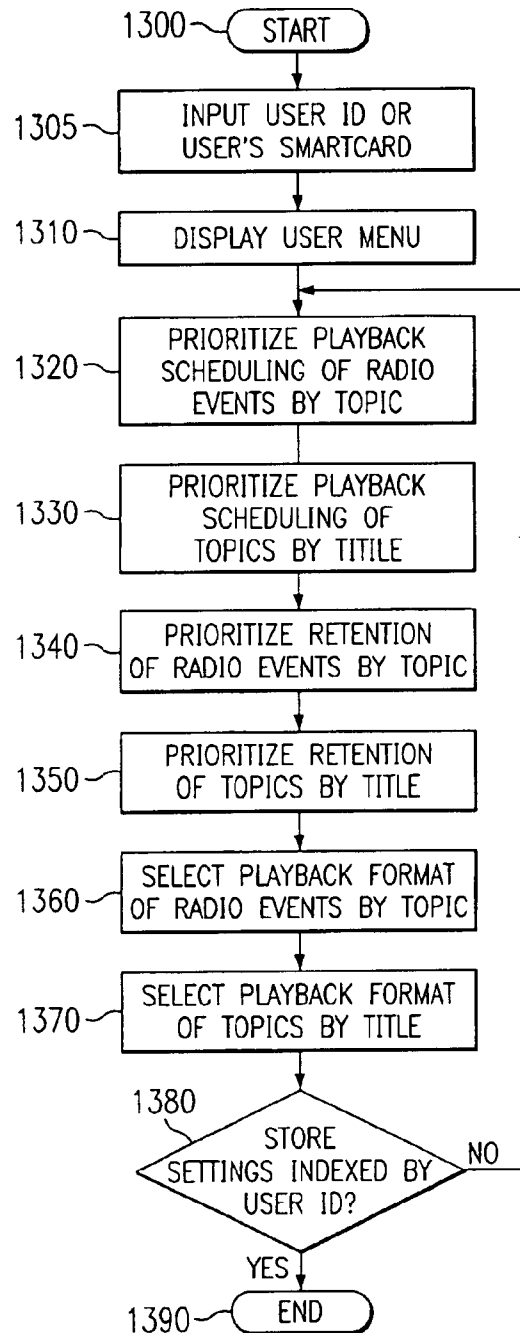 1300
START
1305
INPUT USER ID OR
USER'S SMARTCARD
1310
DISPLAY USER MENU
1320
PRIORITIZE PLAYBACK
SCHEDULING OF RADIO
EVENTS BY TOPIC
1330
PRIORITIZE PLAYBACK
SCHEDULING OF
TOPICS BY TITILE
1340
PRIORITIZE RETENTION
OF RADIO EVENTS BY TOPIC
1350
PRIORITIZE RETENTION
OF TOPICS BY TITLE
1360
SELECT PLAYBACK FORMAT
OF RADIO EVENTS BY TOPIC
1370
SELECT PLAYBACK FORMAT
OF TOPICS BY TITLE
1380
STORE
SETTINGS INDEXED BY
USER ID?
NO
YES
1390
END